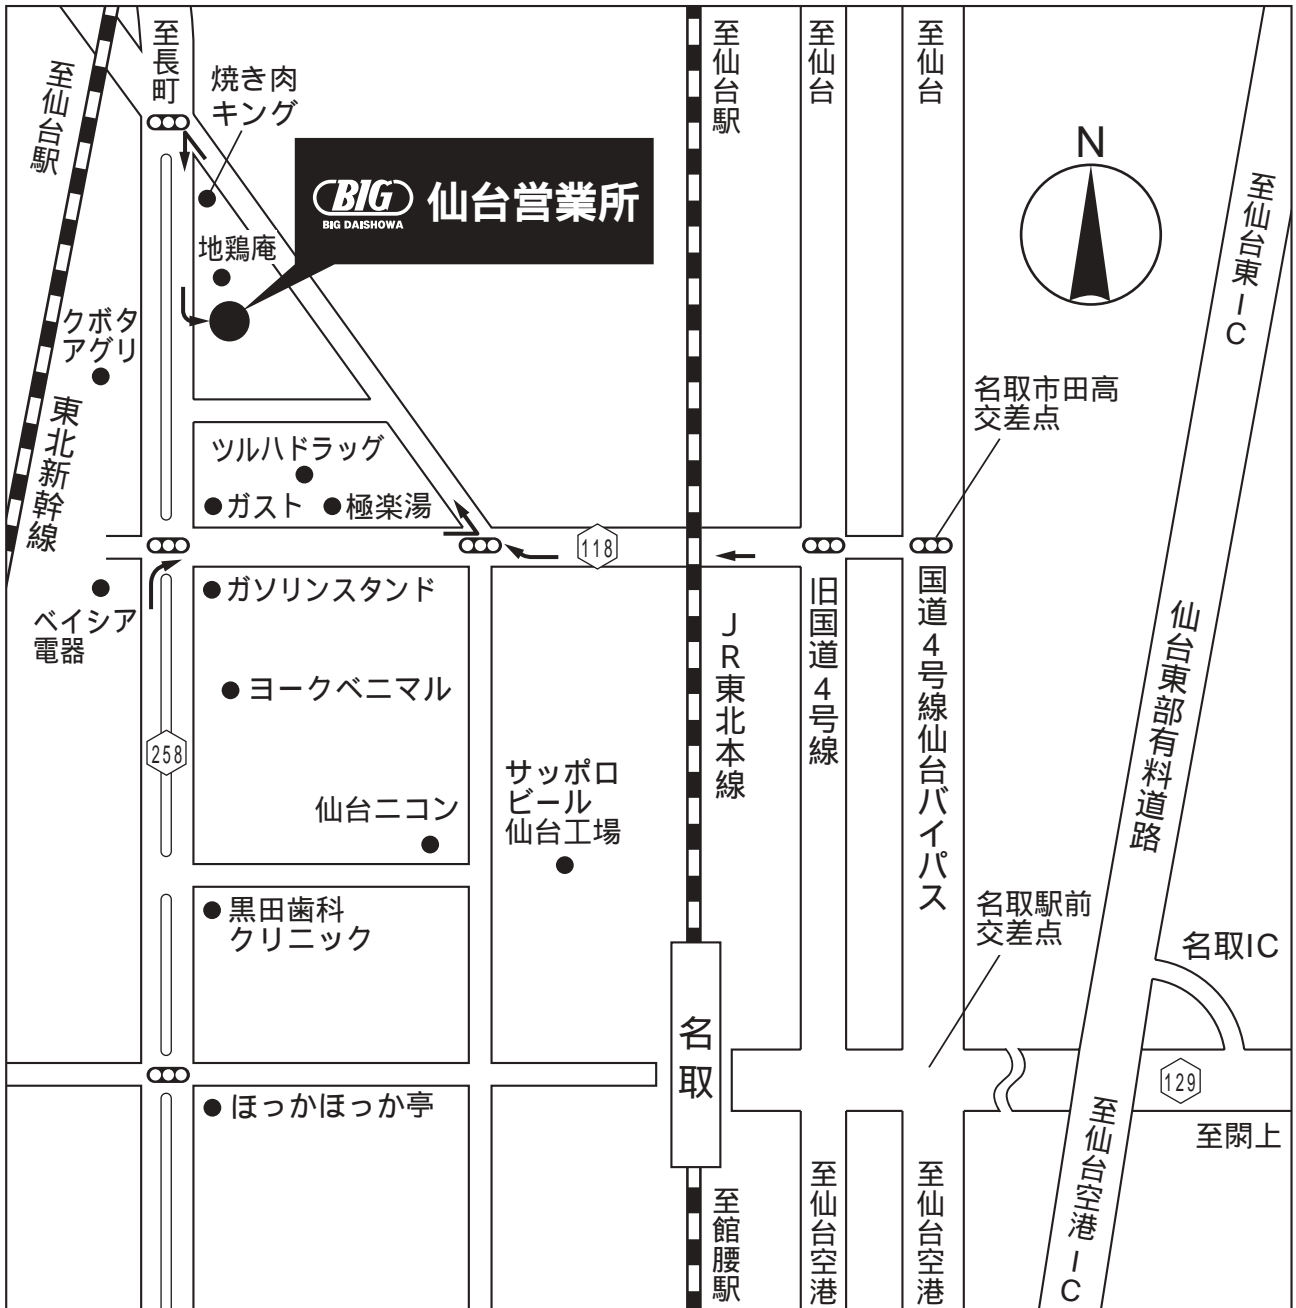 至仙台駅
至長町
焼き肉
キング
BIG
BIG DAISHOWA
仙台営業所
地鶏庵
クボタ
アグリ
東北新幹線
ツルハドラッグ
ガスト
極楽湯
至仙台駅
至仙台
至仙台
N
至仙台東IC
名取市田高
交差点
118
ベイシア
電器
ガソリンスタンド
ヨークベニマル
258
仙台ニコン
サッポロ
ビール
仙台工場
JR東北本線
旧国道4号線
国道4号線仙台バイパス
仙台東部有料道路
黒田歯科
クリニック
名取駅前
交差点
名取IC
名取
129
ほっかほっか亭
至閖上
至館腰駅
至仙台空港
至仙台空港
至仙台空港IC